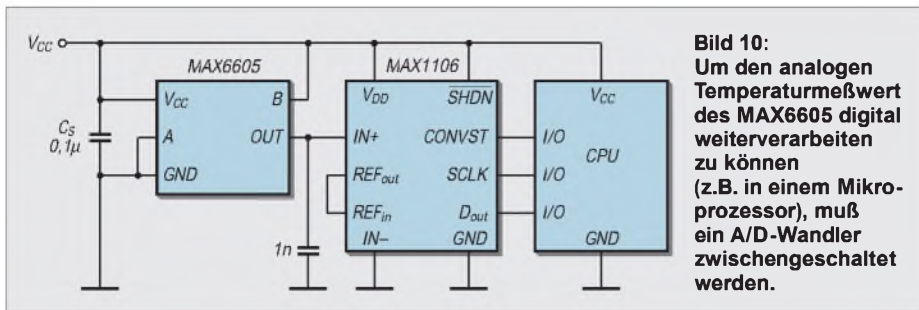 Vcc
MAX6605
MAX1106
Vcc
B
A
OUT
GND
CS
0,1µ
1n
VDD
SHDN
IN+
CONVST
REFout
SCLK
REFin
Dout
IN–
GND
Vcc
I/O
CPU
I/O
I/O
GND
Bild 10:
Um den analogen
Temperaturmeßwert
des MAX6605 digital
weiterverarbeiten
zu können
(z.B. in einem Mikro-
prozessor), muß
ein A/D-Wandler
zwischengeschaltet
werden.